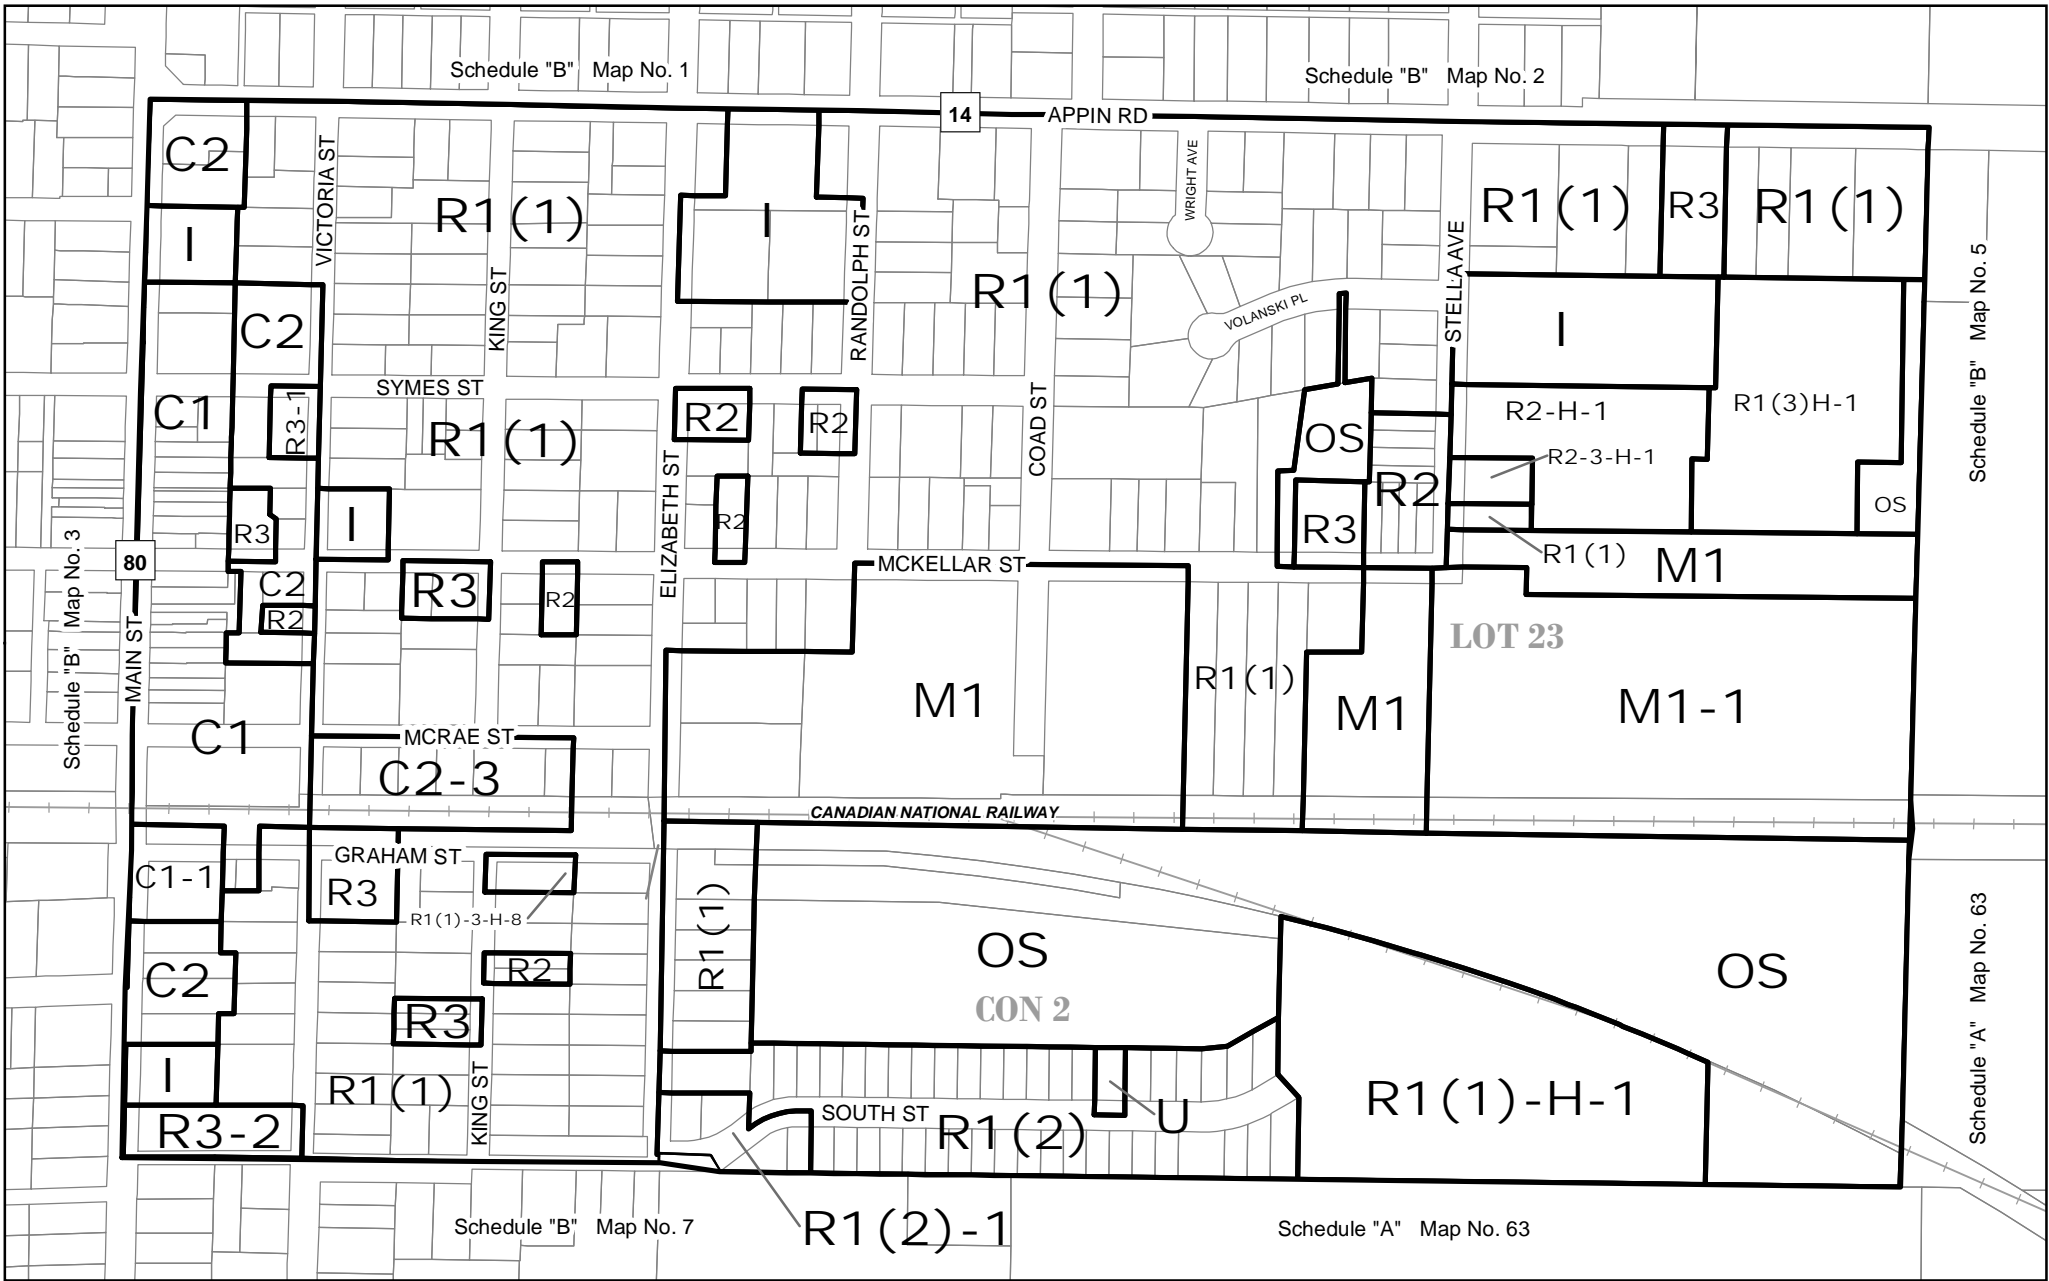 Schedule "B" Map No. 1
Schedule "B" Map No. 2
14
APPIN RD
C2
VICTORIA ST
R1(1)
I
WRIGHT AVE
R1(1)
R3
R1(1)
I
KING ST
RANDOLPH ST
R1(1)
STELLA AVE
Schedule "B" Map No. 5
C2
VOLANSKI PL
I
SYMES ST
C1
R3-1
R1(1)
R2
R2
COAD ST
OS
R2-H-1
R1(3)H-1
R2-3-H-1
ELIZABETH ST
R2
R3
I
R2
R3
OS
R1(1)
M1
Schedule "B" Map No. 3
80
MCKELLAR ST
C2
R3
R2
R2
MAIN ST
LOT 23
R1(1)
M1
M1
M1-1
C1
MCRAE ST
C2-3
CANADIAN NATIONAL RAILWAY
GRAHAM ST
C1-1
R3
R1(1)-3-H-8
R1(1)
OS
OS
Schedule "A" Map No. 63
C2
R2
CON 2
R3
I
R1(1)
KING ST
R1(1)-H-1
SOUTH ST
U
R3-2
R1(2)
R1(2)-1
Schedule "B" Map No. 7
Schedule "A" Map No. 63